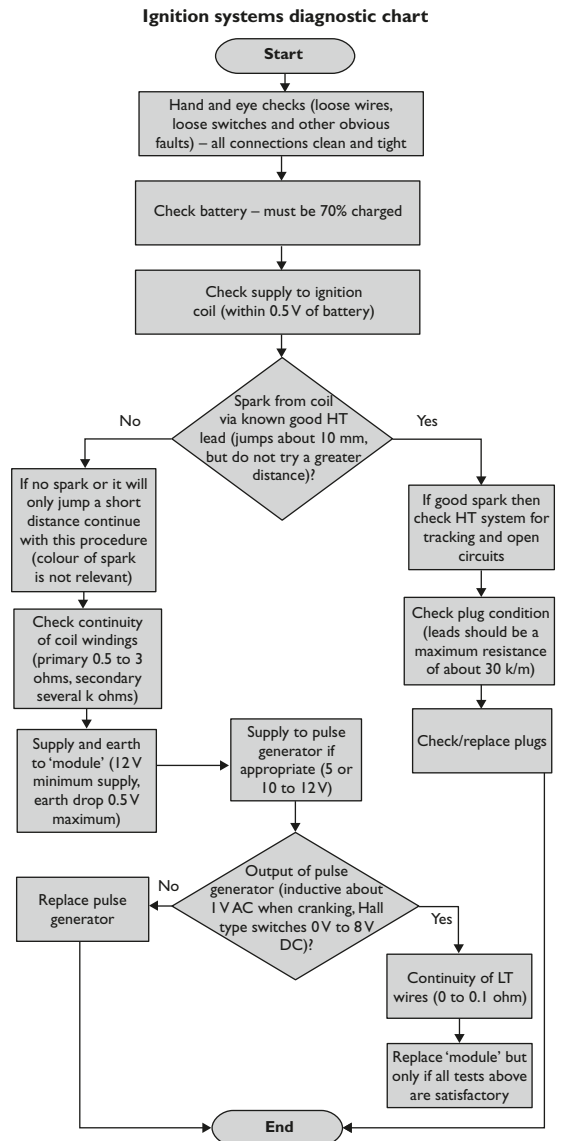 Ignition systems diagnostic chart
Start
Hand and eye checks (loose wires,
loose switches and other obvious
faults) – all connections clean and tight
Check battery – must be 70% charged
Check supply to ignition
coil (within 0.5 V of battery)
Spark from coil
via known good HT
lead (jumps about 10 mm,
but do not try a greater
distance)?
No
Yes
If no spark or it will
only jump a short
distance continue
with this procedure
(colour of spark
is not relevant)
If good spark then
check HT system for
tracking and open
circuits
Check continuity
of coil windings
(primary 0.5 to 3
ohms, secondary
several k ohms)
Check plug condition
(leads should be a
maximum resistance
of about 30 k/m)
Supply and earth
to ‘module’ (12 V
minimum supply,
earth drop 0.5 V
maximum)
Supply to pulse
generator if
appropriate (5 or
10 to 12 V)
Check/replace plugs
Output of pulse
generator (inductive about
1 V AC when cranking, Hall
type switches 0 V to 8 V
DC)?
No
Yes
Replace pulse
generator
Continuity of LT
wires (0 to 0.1 ohm)
Replace ‘module’ but
only if all tests above
are satisfactory
End